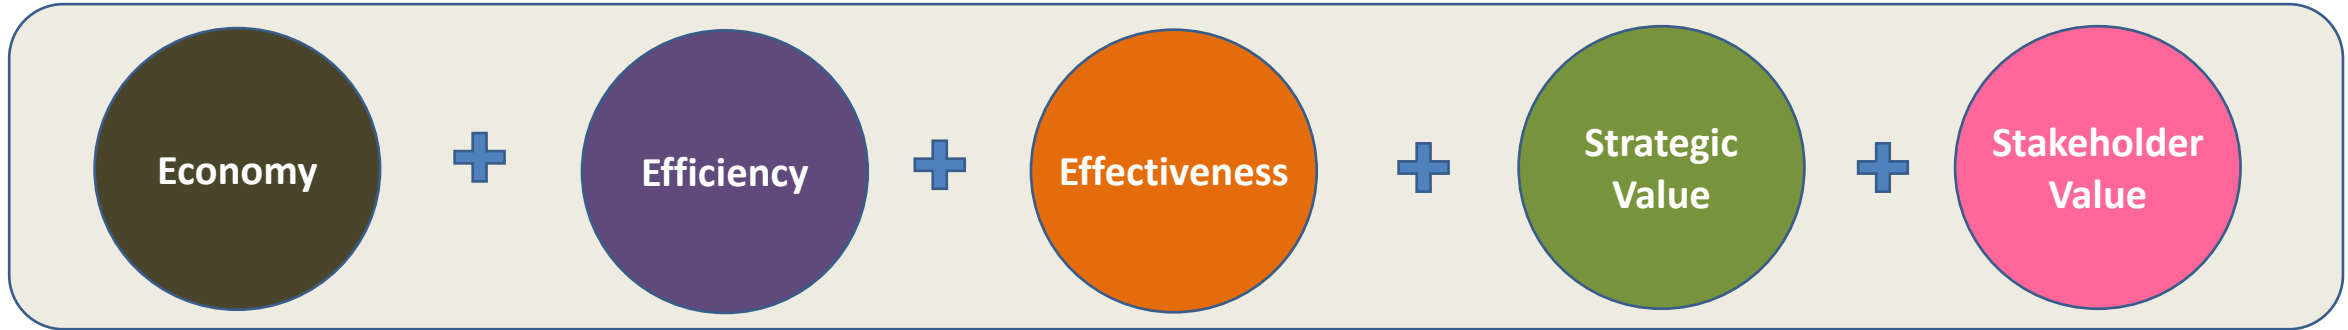 Economy
Efficiency
Effectiveness
Strategic
Value
Stakeholder
Value